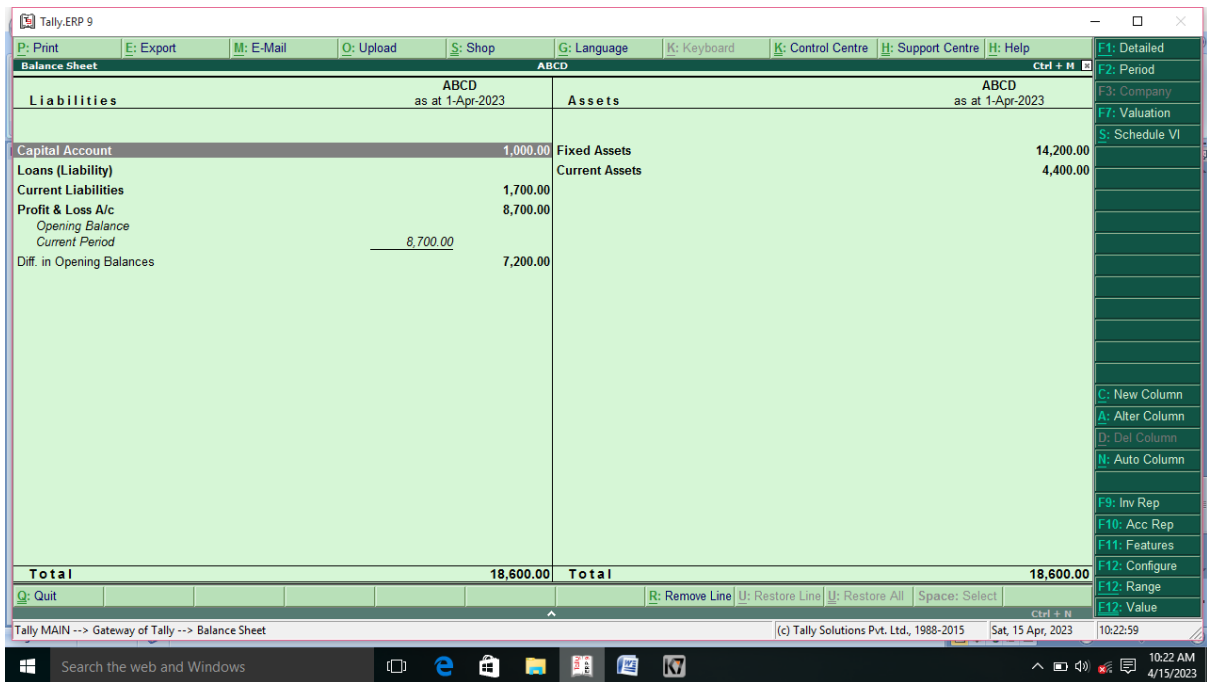 Tally.ERP 9
P: Print E: Export M: E-Mail O: Upload S: Shop G: Language K: Keyboard K: Control Centre H: Support Centre H: Help
Balance Sheet ABCD Ctrl + M
Liabilities ABCD as at 1-Apr-2023 Assets ABCD as at 1-Apr-2023
Capital Account 1,000.00 Fixed Assets 14,200.00
Loans (Liability) Current Assets 4,400.00
Current Liabilities 1,700.00
Profit & Loss A/c 8,700.00
Opening Balance
Current Period 8,700.00
Diff. in Opening Balances 7,200.00
Total 18,600.00 Total 18,600.00
Q: Quit R: Remove Line U: Restore Line U: Restore All Space: Select
Ctrl + N
F1: Detailed
F2: Period
F3: Company
F7: Valuation
S: Schedule VI
C: New Column
A: Alter Column
D: Del Column
N: Auto Column
F9: Inv Rep
F10: Acc Rep
F11: Features
F12: Configure
F12: Range
F12: Value
Tally MAIN --> Gateway of Tally --> Balance Sheet (c) Tally Solutions Pvt. Ltd., 1988-2015 Sat, 15 Apr, 2023 10:22:59
Search the web and Windows 10:22 AM
4/15/2023